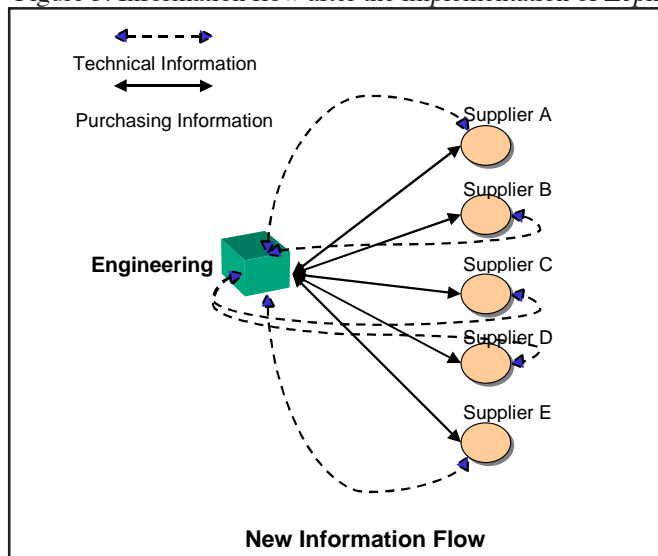 Technical Information
Purchasing Information
Supplier A
Supplier B
Engineering
Supplier C
Supplier D
Supplier E
New Information Flow